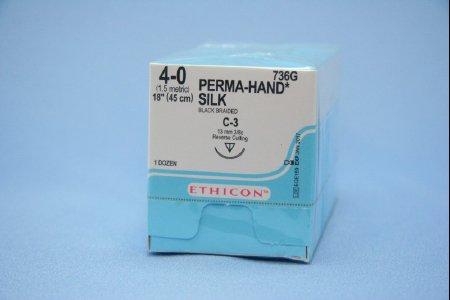 4-0
736G
(1.5 metric)
18" (45 cm)
PERMA-HAND*
SILK
BLACK BRAIDED
C-3
13 mm 3/8c
Reverse Cutting
1 DOZEN
ETHICON™